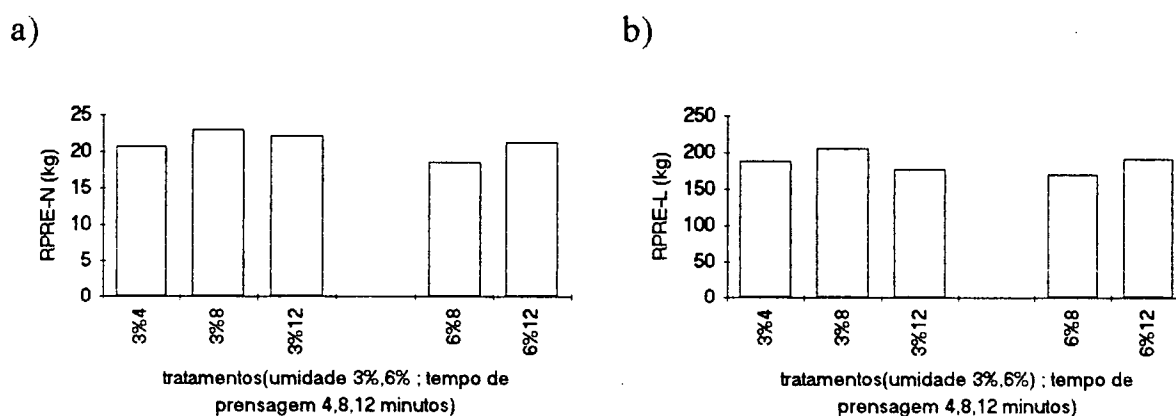 a)
RPRE-N (kg)
25
20
15
10
5
0
3%4
3%8
3%12
6%8
6%12
tratamentos(umidade 3%,6% ; tempo de
prensagem 4,8,12 minutos)
b)
RPRE-L (kg)
250
200
150
100
50
0
3%4
3%8
3%12
6%8
6%12
tratamentos(umidade 3%,6%) ; tempo de
prensagem 4,8,12 minutos)